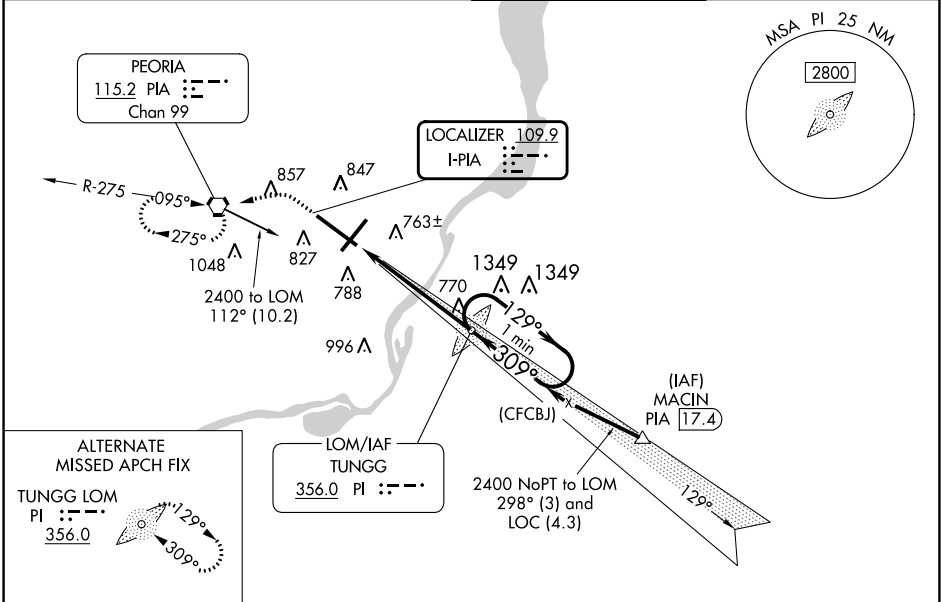 MSA PI 25 NM
2800
PEORIA
115.2 PIA
Chan 99
LOCALIZER 109.9
I-PIA
R-275
095°
275°
857
847
763±
1048
827
788
2400 to LOM
112° (10.2)
996
770
1349
1349
129°
1 min
309°
(CFCBJ)
x
(IAF)
MACIN
PIA 17.4
LOM/IAF
TUNGG
356.0 PI
2400 NoPT to LOM
298° (3) and
LOC (4.3)
129°
ALTERNATE
MISSED APCH FIX
TUNGG LOM
PI
356.0
129°
309°